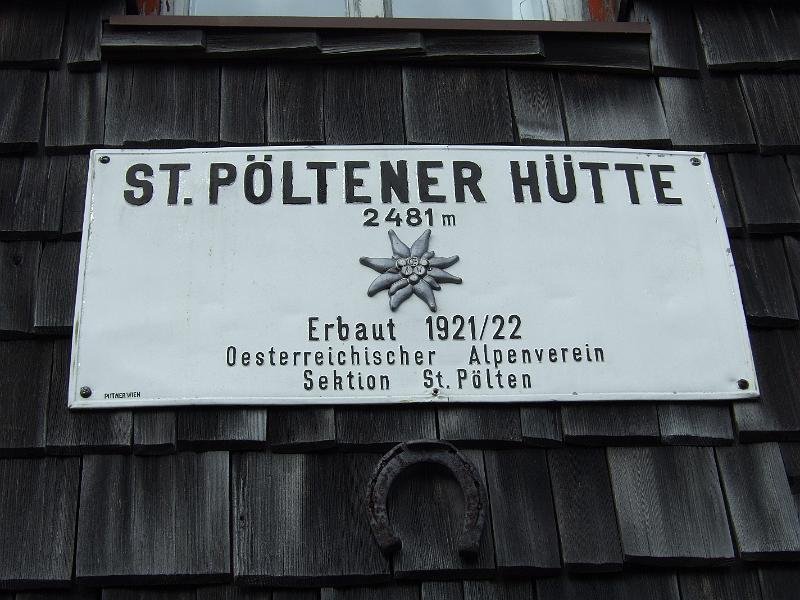 ST. PÖLTENER HÜTTE
2481 m
Erbaut 1921/22
Oesterreichischer Alpenverein
Sektion St. Pölten